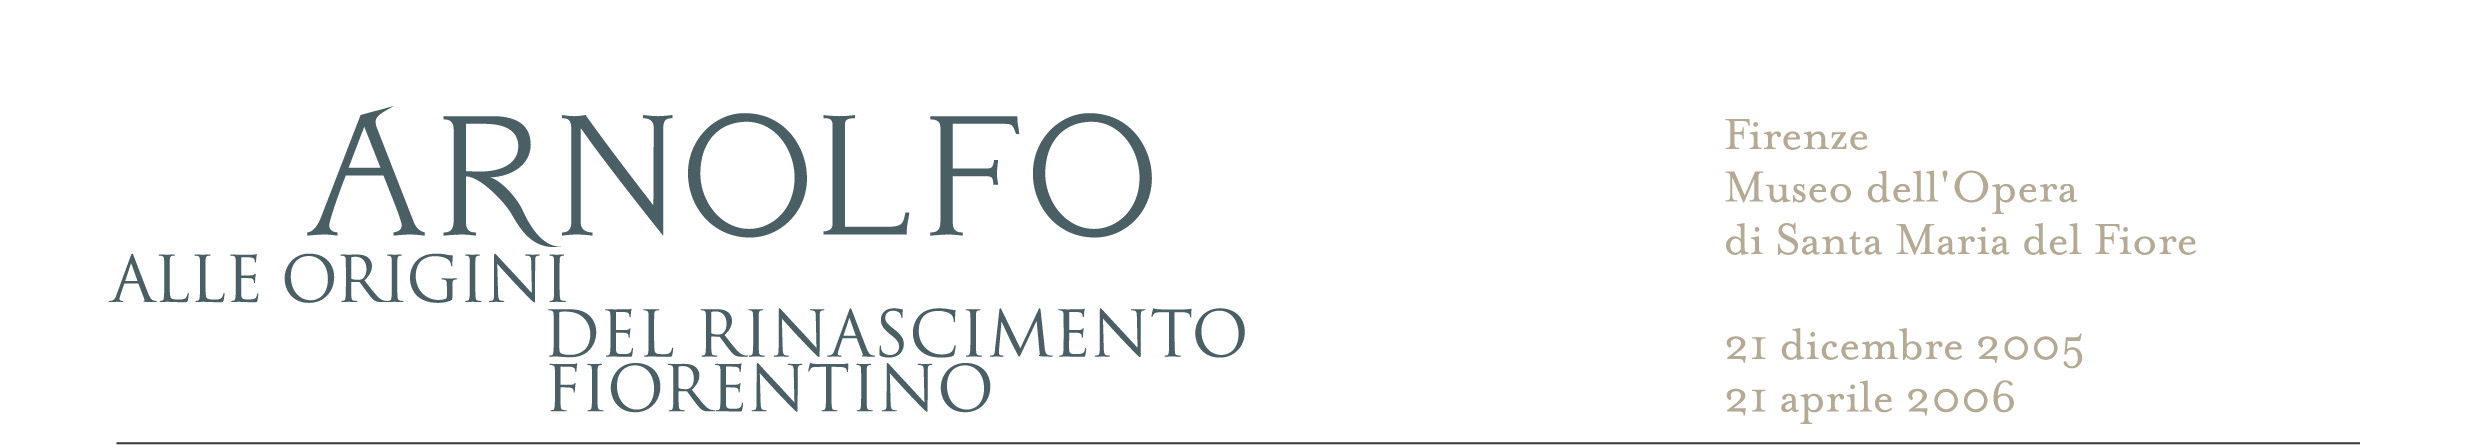 ARNOLFO
ALLE ORIGINI
DEL RINASCIMENTO
FIORENTINO
Firenze
Museo dell'Opera
di Santa Maria del Fiore
21 dicembre 2005
21 aprile 2006